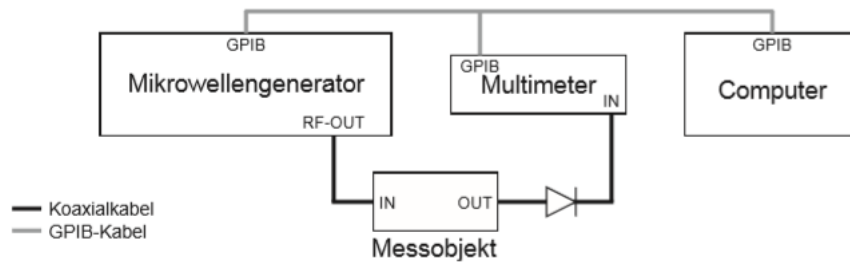 GPIB
Mikrowellengenerator
RF-OUT
GPIB
Multimeter
IN
GPIB
Computer
IN
OUT
Messobjekt
Koaxialkabel
GPIB-Kabel